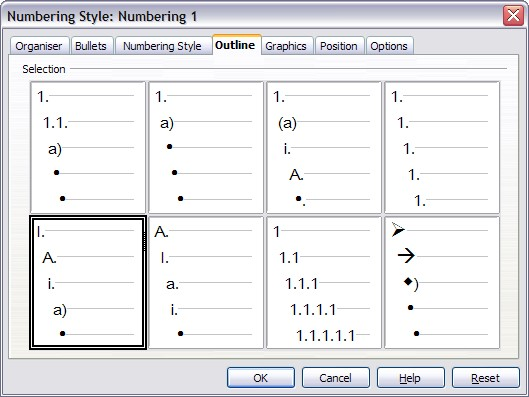 Numbering Style: Numbering 1
Organiser Bullets Numbering Style Outline Graphics Position Options
Selection
1. 1. 1. 1.
1.1. a) (a) 1.
a) • i. 1.
• • A. 1.
• • •. 1.
I. A. 1 ➢
A. I. 1.1 →
i. a. 1.1.1 ◆)
a) i. 1.1.1.1 •
• • 1.1.1.1.1 •
OK Cancel Help Reset